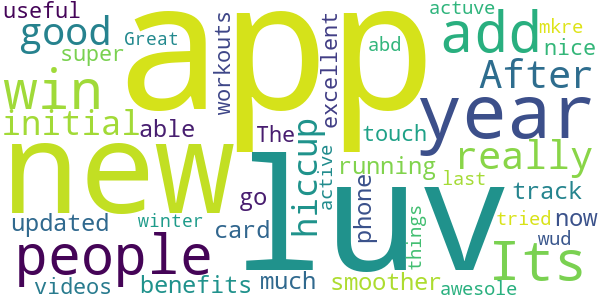 useful
good
super
Great
app
workouts
excellent
abd
add
actuve
mkre
nice
win
initial
able
After
year
The
touch
hiccup
active
really
new
luv
running
last
people
go
phone
things
track
tried
now
wud
updated
winter
card
Its
videos
benefits
much
smoother
awesole